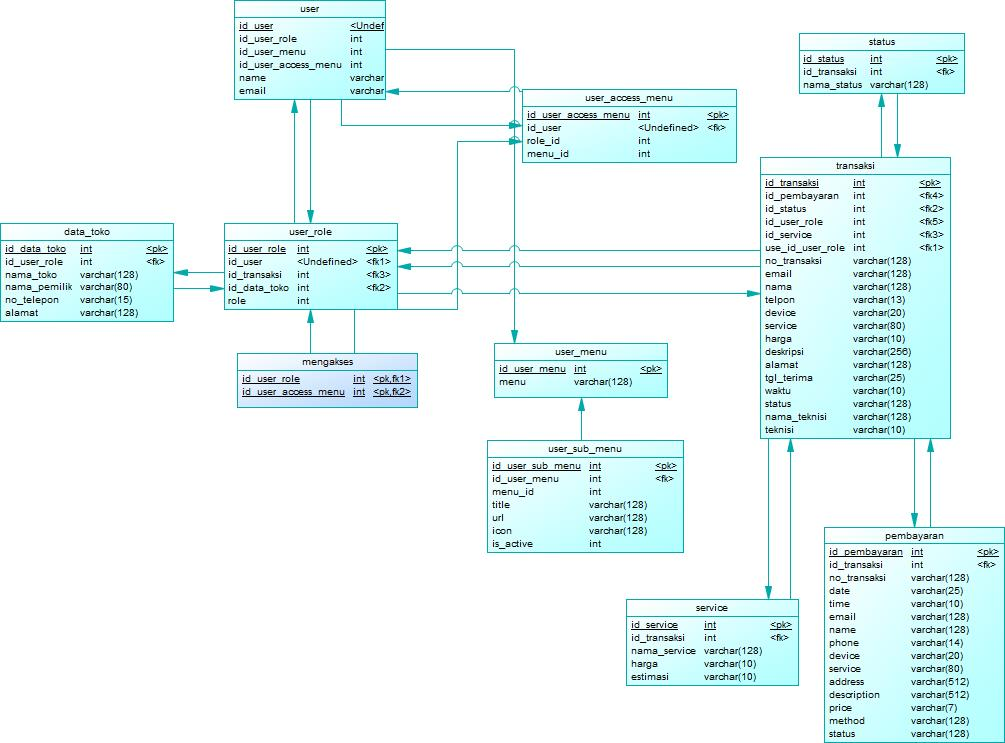 user
id_user <Undef
id_user_role int
id_user_menu int
id_user_access_menu int
name varchar
email varchar
status
id_status int <pk>
id_transaksi int <fk>
nama_status varchar(128)
user_access_menu
id_user_access_menu int <pk>
id_user <Undefined> <fk>
role_id int
menu_id int
transaksi
id_transaksi int <pk>
id_pembayaran int <fk4>
id_status int <fk2>
id_user_role int <fk5>
id_service int <fk3>
use_id_user_role int <fk1>
no_transaksi varchar(128)
email varchar(128)
nama varchar(128)
telpon varchar(13)
device varchar(20)
service varchar(80)
harga varchar(10)
deskripsi varchar(256)
alamat varchar(128)
tgl_terima varchar(25)
waktu varchar(10)
status varchar(128)
nama_teknisi varchar(128)
teknisi varchar(10)
data_toko
id_data_toko int <pk>
id_user_role int <fk>
nama_toko varchar(128)
nama_pemilik varchar(80)
no_telepon varchar(15)
alamat varchar(128)
user_role
id_user_role int <pk>
id_user <Undefined> <fk1>
id_transaksi int <fk3>
id_data_toko int <fk2>
role int
mengakses
id_user_role int <pk,fk1>
id_user_access_menu int <pk,fk2>
user_menu
id_user_menu int <pk>
menu varchar(128)
user_sub_menu
id_user_sub_menu int <pk>
id_user_menu int <fk>
menu_id int
title varchar(128)
url varchar(128)
icon varchar(128)
is_active int
service
id_service int <pk>
id_transaksi int <fk>
nama_service varchar(128)
harga varchar(10)
estimasi varchar(10)
pembayaran
id_pembayaran int <pk>
id_transaksi int <fk>
no_transaksi varchar(128)
date varchar(25)
time varchar(10)
email varchar(128)
name varchar(128)
phone varchar(14)
device varchar(20)
service varchar(80)
address varchar(512)
description varchar(512)
price varchar(7)
method varchar(128)
status varchar(128)